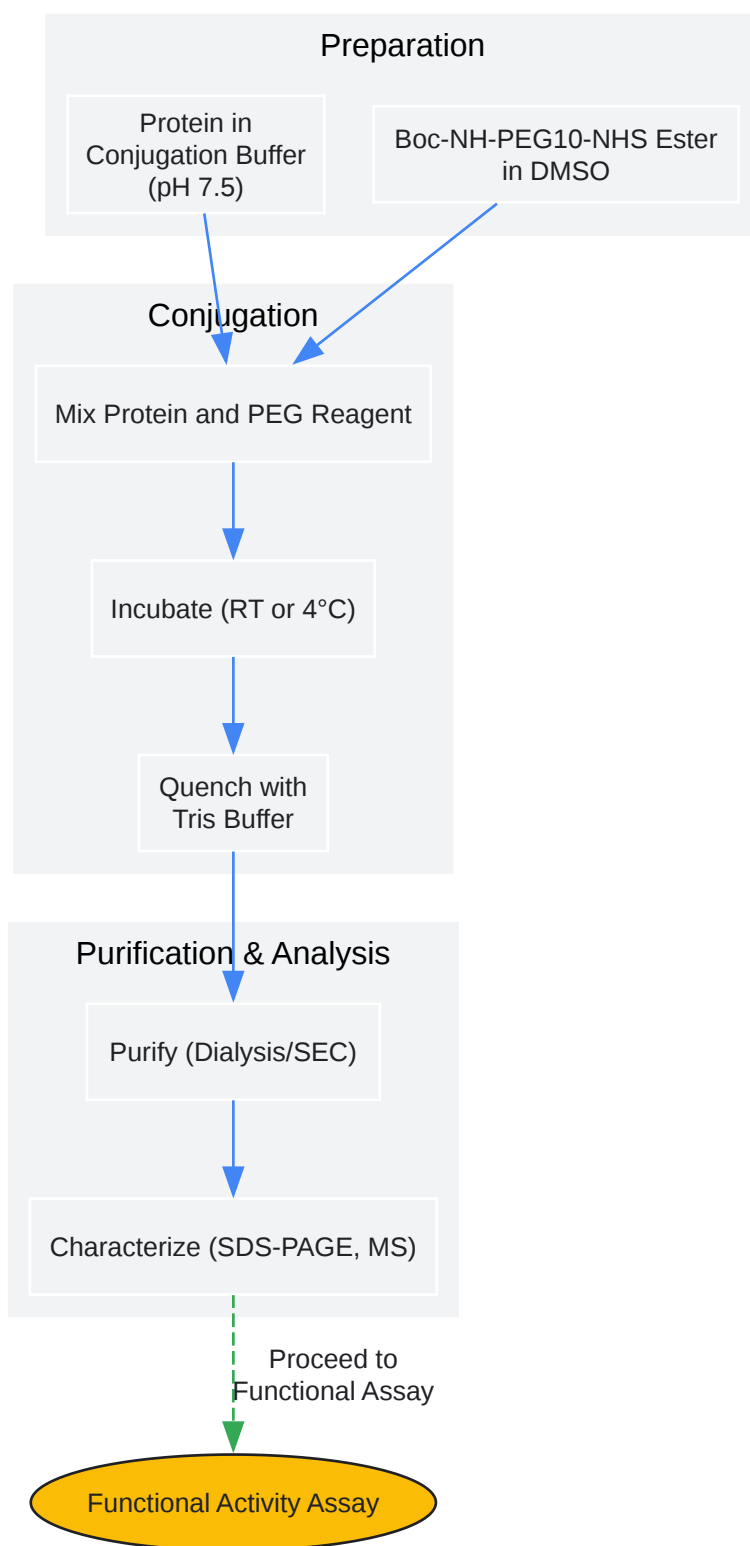 Preparation
Protein in
Conjugation Buffer
(pH 7.5)
Boc-NH-PEG10-NHS Ester
in DMSO
Conjugation
Mix Protein and PEG Reagent
Incubate (RT or 4°C)
Quench with
Tris Buffer
Purification & Analysis
Purify (Dialysis/SEC)
Characterize (SDS-PAGE, MS)
Proceed to
Functional Assay
Functional Activity Assay